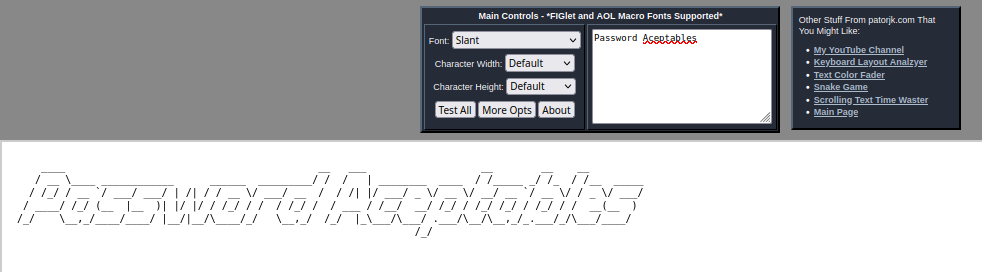 Main Controls - *FIGlet and AOL Macro Fonts Supported*
Font: Slant
Character Width: Default
Character Height: Default
Test All More Opts About
Password Aceptables
Other Stuff From patorjk.com That
You Might Like:
My YouTube Channel
Keyboard Layout Analzyer
Text Color Fader
Snake Game
Scrolling Text Time Waster
Main Page
Password Aceptables